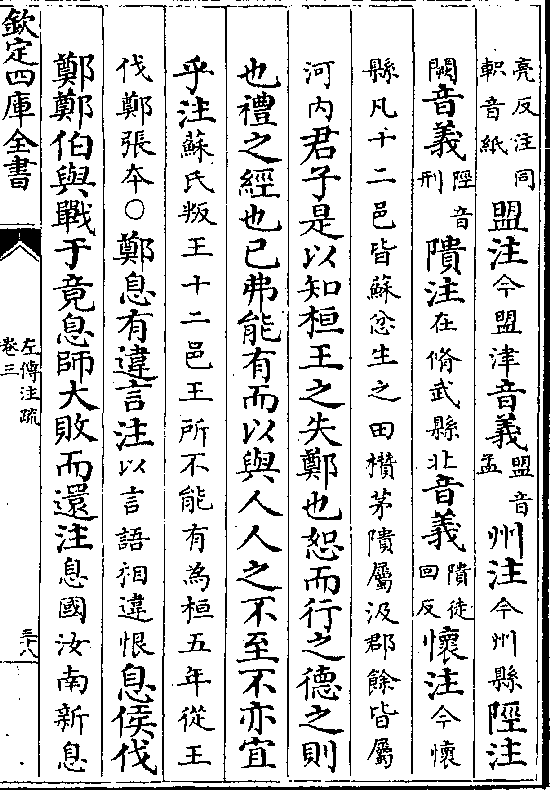 亮反注同
軹音紙
盟注今盟津音義盟音孟州注今州縣陘注
闕音義陘音刑隤注在脩武縣北音義隤徒回反懷注今懷
縣凡十二邑皆蘇忿生之田欑茅隤屬汲郡餘皆屬
河内君子是以知桓王之失鄭也恕而行之德之則
也禮之經也已弗能有而以與人人之不至不亦宜
乎注蘇氏叛王十二邑王所不能有為桓五年從王
伐鄭張本○鄭息有違言注以言語相違恨息侯伐
鄭鄭伯與戰于竟息師大敗而還注息國汝南新息
欽定四庫全書
左傳注疏
卷三
三十八